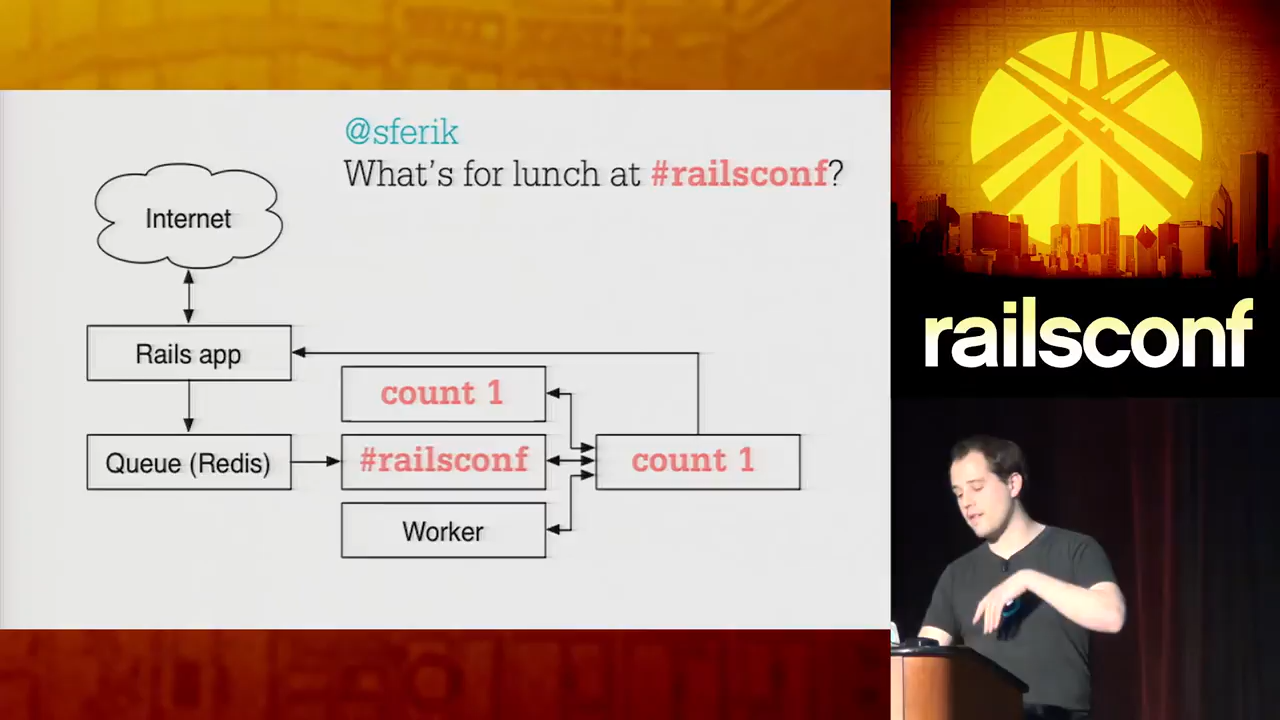 @sferik
What's for lunch at #railsconf?
Internet
Rails app
count 1
Queue (Redis)
#railsconf
count 1
Worker
railsconf